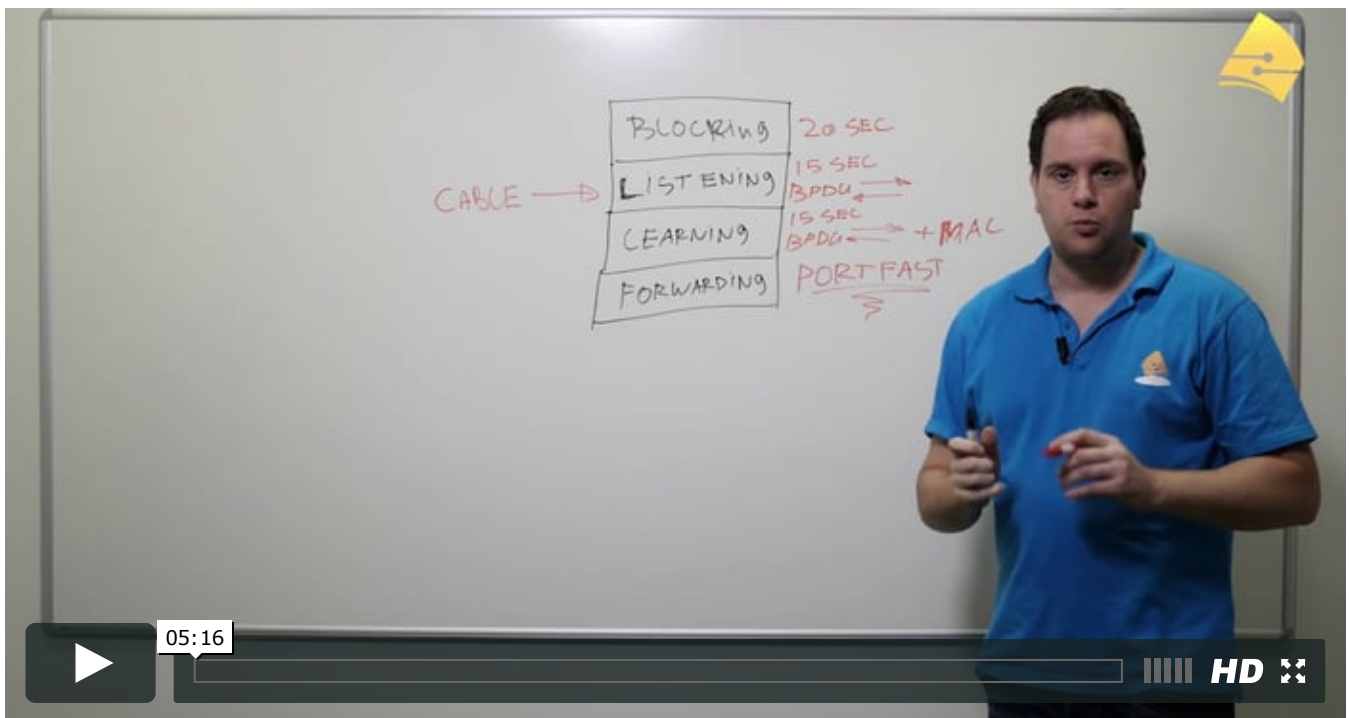 BLOCKing 20 SEC
15 SEC
CABLE LISTENING BPDU
15 SEC
LEARNING BPDU + MAC
FORWARDING PORTFAST
05:16
HD